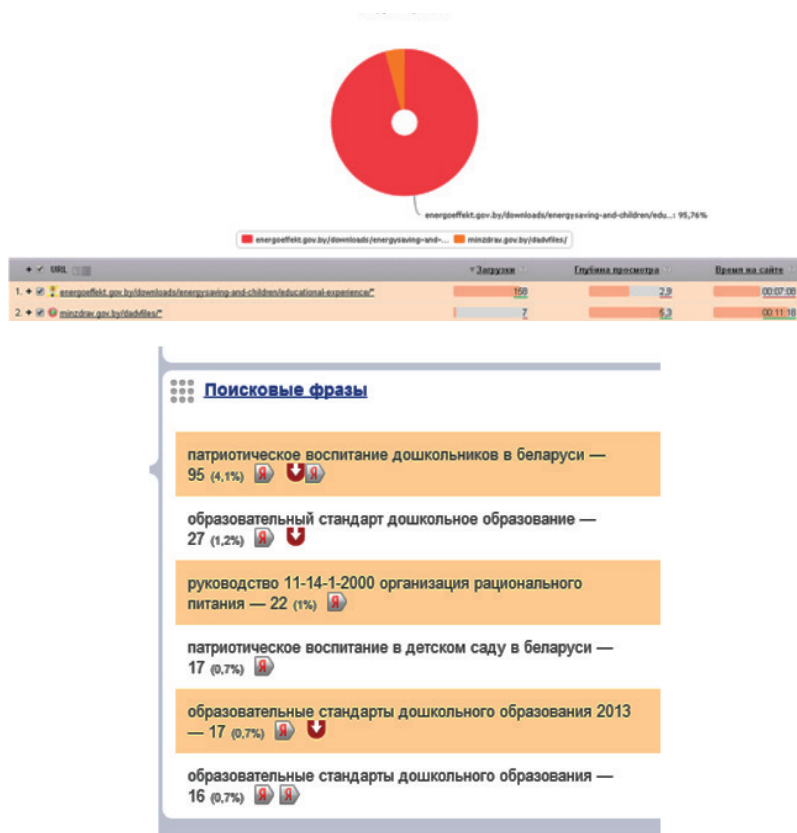 energoeffekt.gov.by/downloads/energysaving-and-children/edu...: 95,76%
energoeffekt.gov.by/downloads/energysaving-and-... minzdrav.gov.by/dadvfiles/
URL Загрузки Глубина просмотра Время на сайте
1. energoeffekt.gov.by/downloads/energysaving-and-children/educational-experience/* 158 2,9 00:07:08
2. minzdrav.gov.by/dadvfiles/* 7 5,3 00:11:18
Поисковые фразы
патриотическое воспитание дошкольников в беларуси —
95 (4,1%) Я Я
образовательный стандарт дошкольное образование —
27 (1,2%) Я
руководство 11-14-1-2000 организация рационального
питания — 22 (1%) Я
патриотическое воспитание в детском саду в беларуси —
17 (0,7%) Я
образовательные стандарты дошкольного образования 2013
— 17 (0,7%) Я
образовательные стандарты дошкольного образования —
16 (0,7%) Я Я